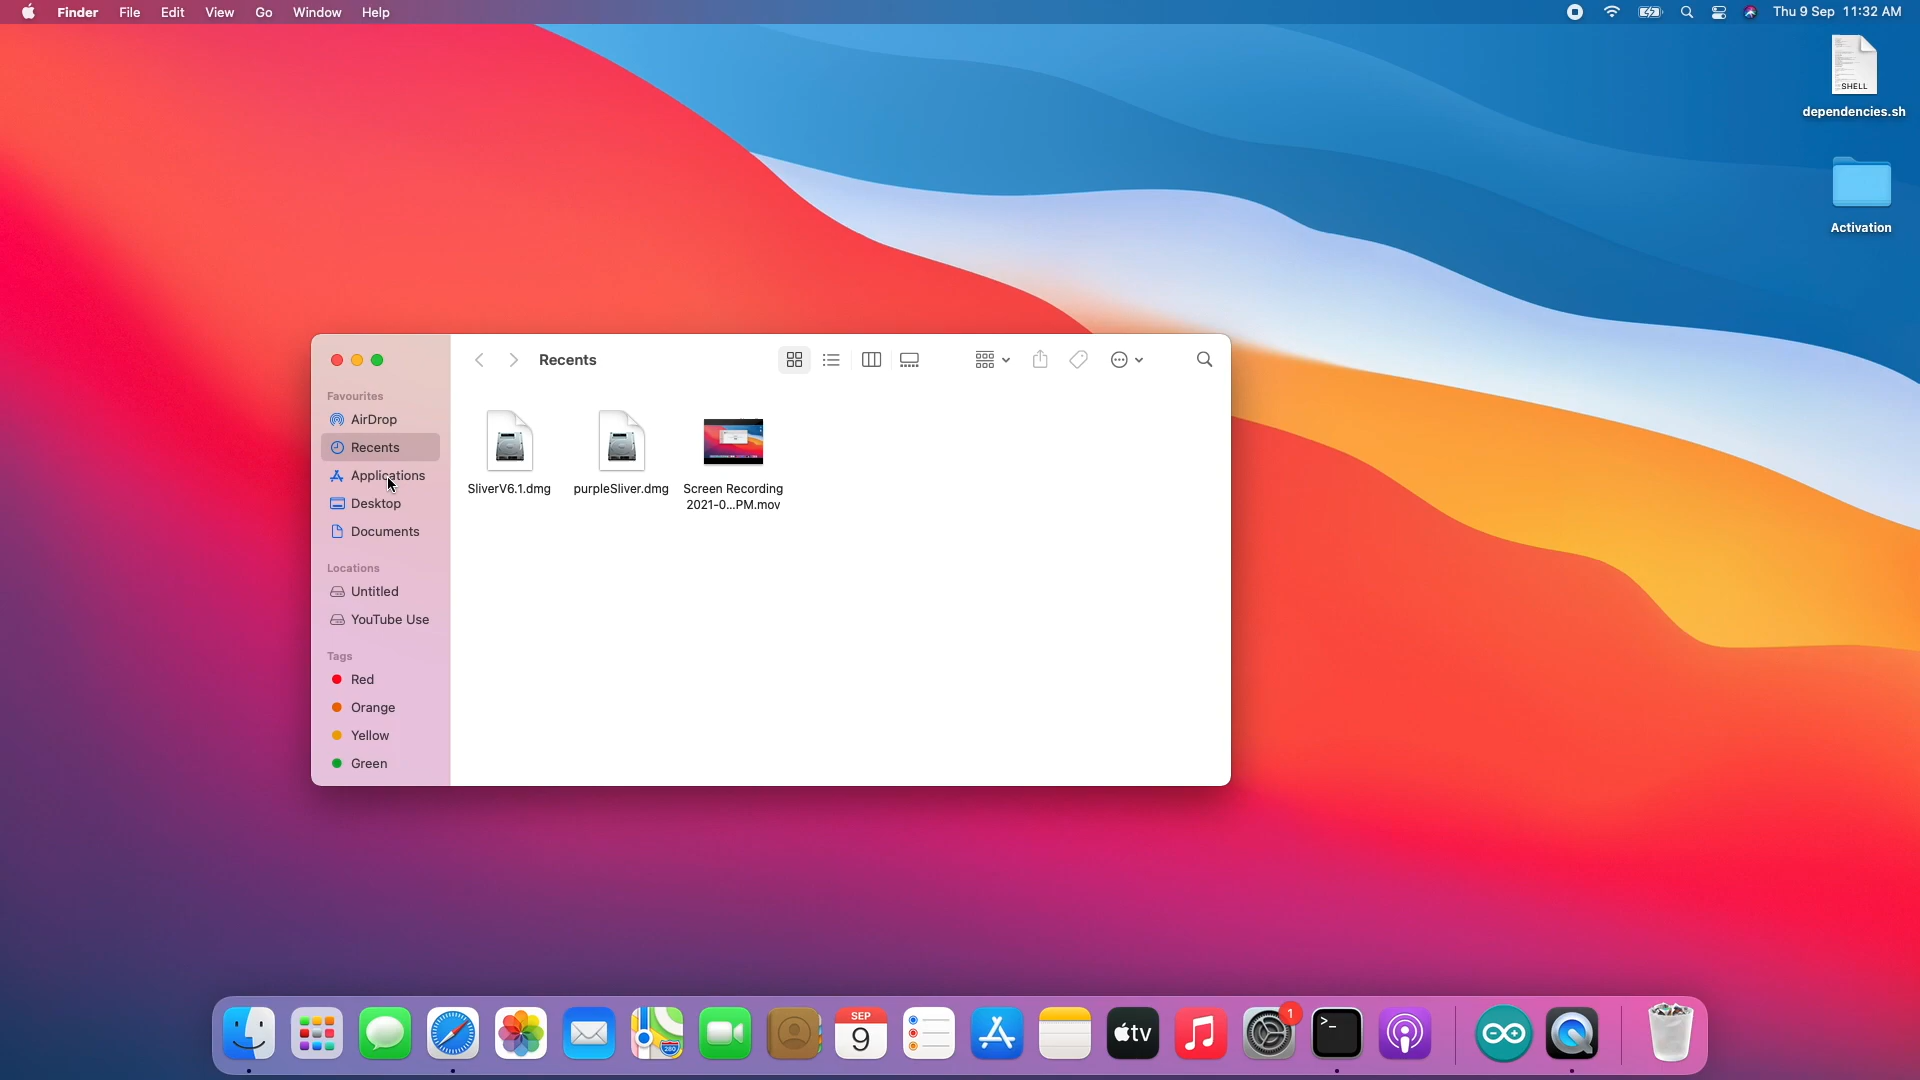 Finder File Edit View Go Window Help
Thu 9 Sep 11:32 AM
SHELL
dependencies.sh
Activation
Recents
Favourites
AirDrop
Recents
Applications
Desktop
Documents
Locations
Untitled
YouTube Use
Tags
Red
Orange
Yellow
Green
SliverV6.1.dmg
purpleSliver.dmg
Screen Recording
2021-0...PM.mov
280
SEP
9
tv
1
>_